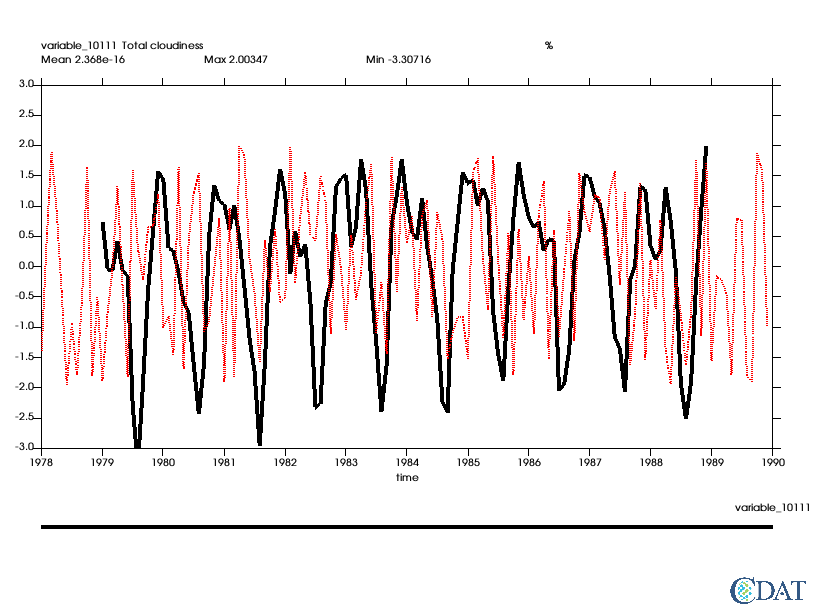 variable_10111 Total cloudiness %
Mean 2.368e-16 Max 2.00347 Min -3.30716
3.0
2.5
2.0
1.5
1.0
0.5
0.0
-0.5
-1.0
-1.5
-2.0
-2.5
-3.0
1978 1979 1980 1981 1982 1983 1984 1985 1986 1987 1988 1989 1990
time
variable_10111
CDAT